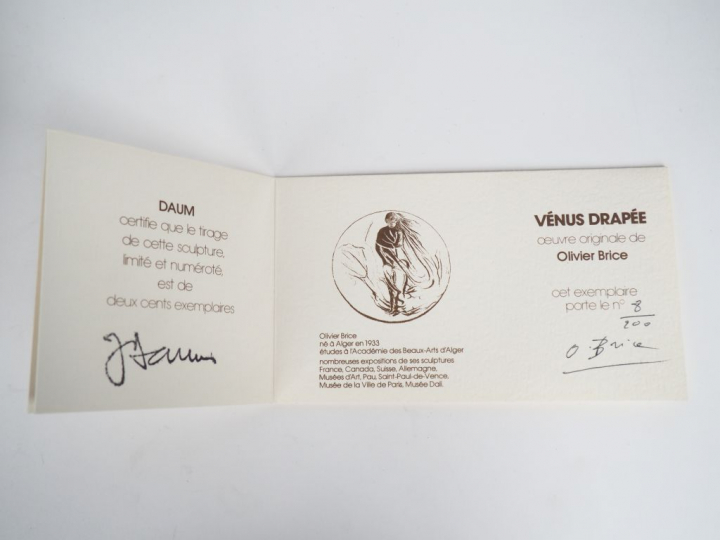 DAUM
certifie que le tirage
de cette sculpture,
limité et numéroté,
est de
deux cents exemplaires
J Daum
Olivier Brice
né à Alger en 1933
études à l'Académie des Beaux-Arts d'Alger
nombreuses expositions de ses sculptures
France, Canada, Suisse, Allemagne.
Musées d'Art, Pau, Saint-Paul-de-Vence,
Musée de la Ville de Paris, Musée Dali.
VÉNUS DRAPÉE
œuvre originale de
Olivier Brice
cet exemplaire
porte le n° 8
200
O. Brice